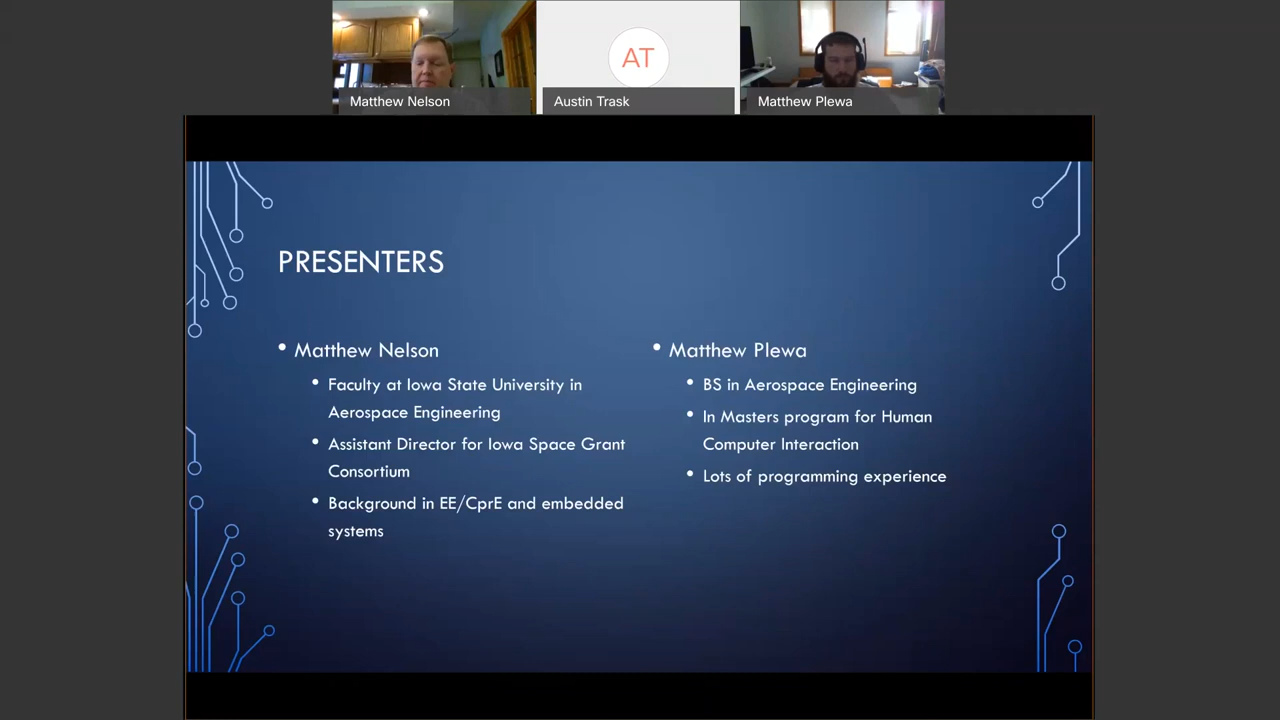 AT
Matthew Nelson
Austin Trask
Matthew Plewa
PRESENTERS
• Matthew Nelson
• Faculty at Iowa State University in
Aerospace Engineering
• Assistant Director for Iowa Space Grant
Consortium
• Background in EE/CprE and embedded
systems
• Matthew Plewa
• BS in Aerospace Engineering
• In Masters program for Human
Computer Interaction
• Lots of programming experience